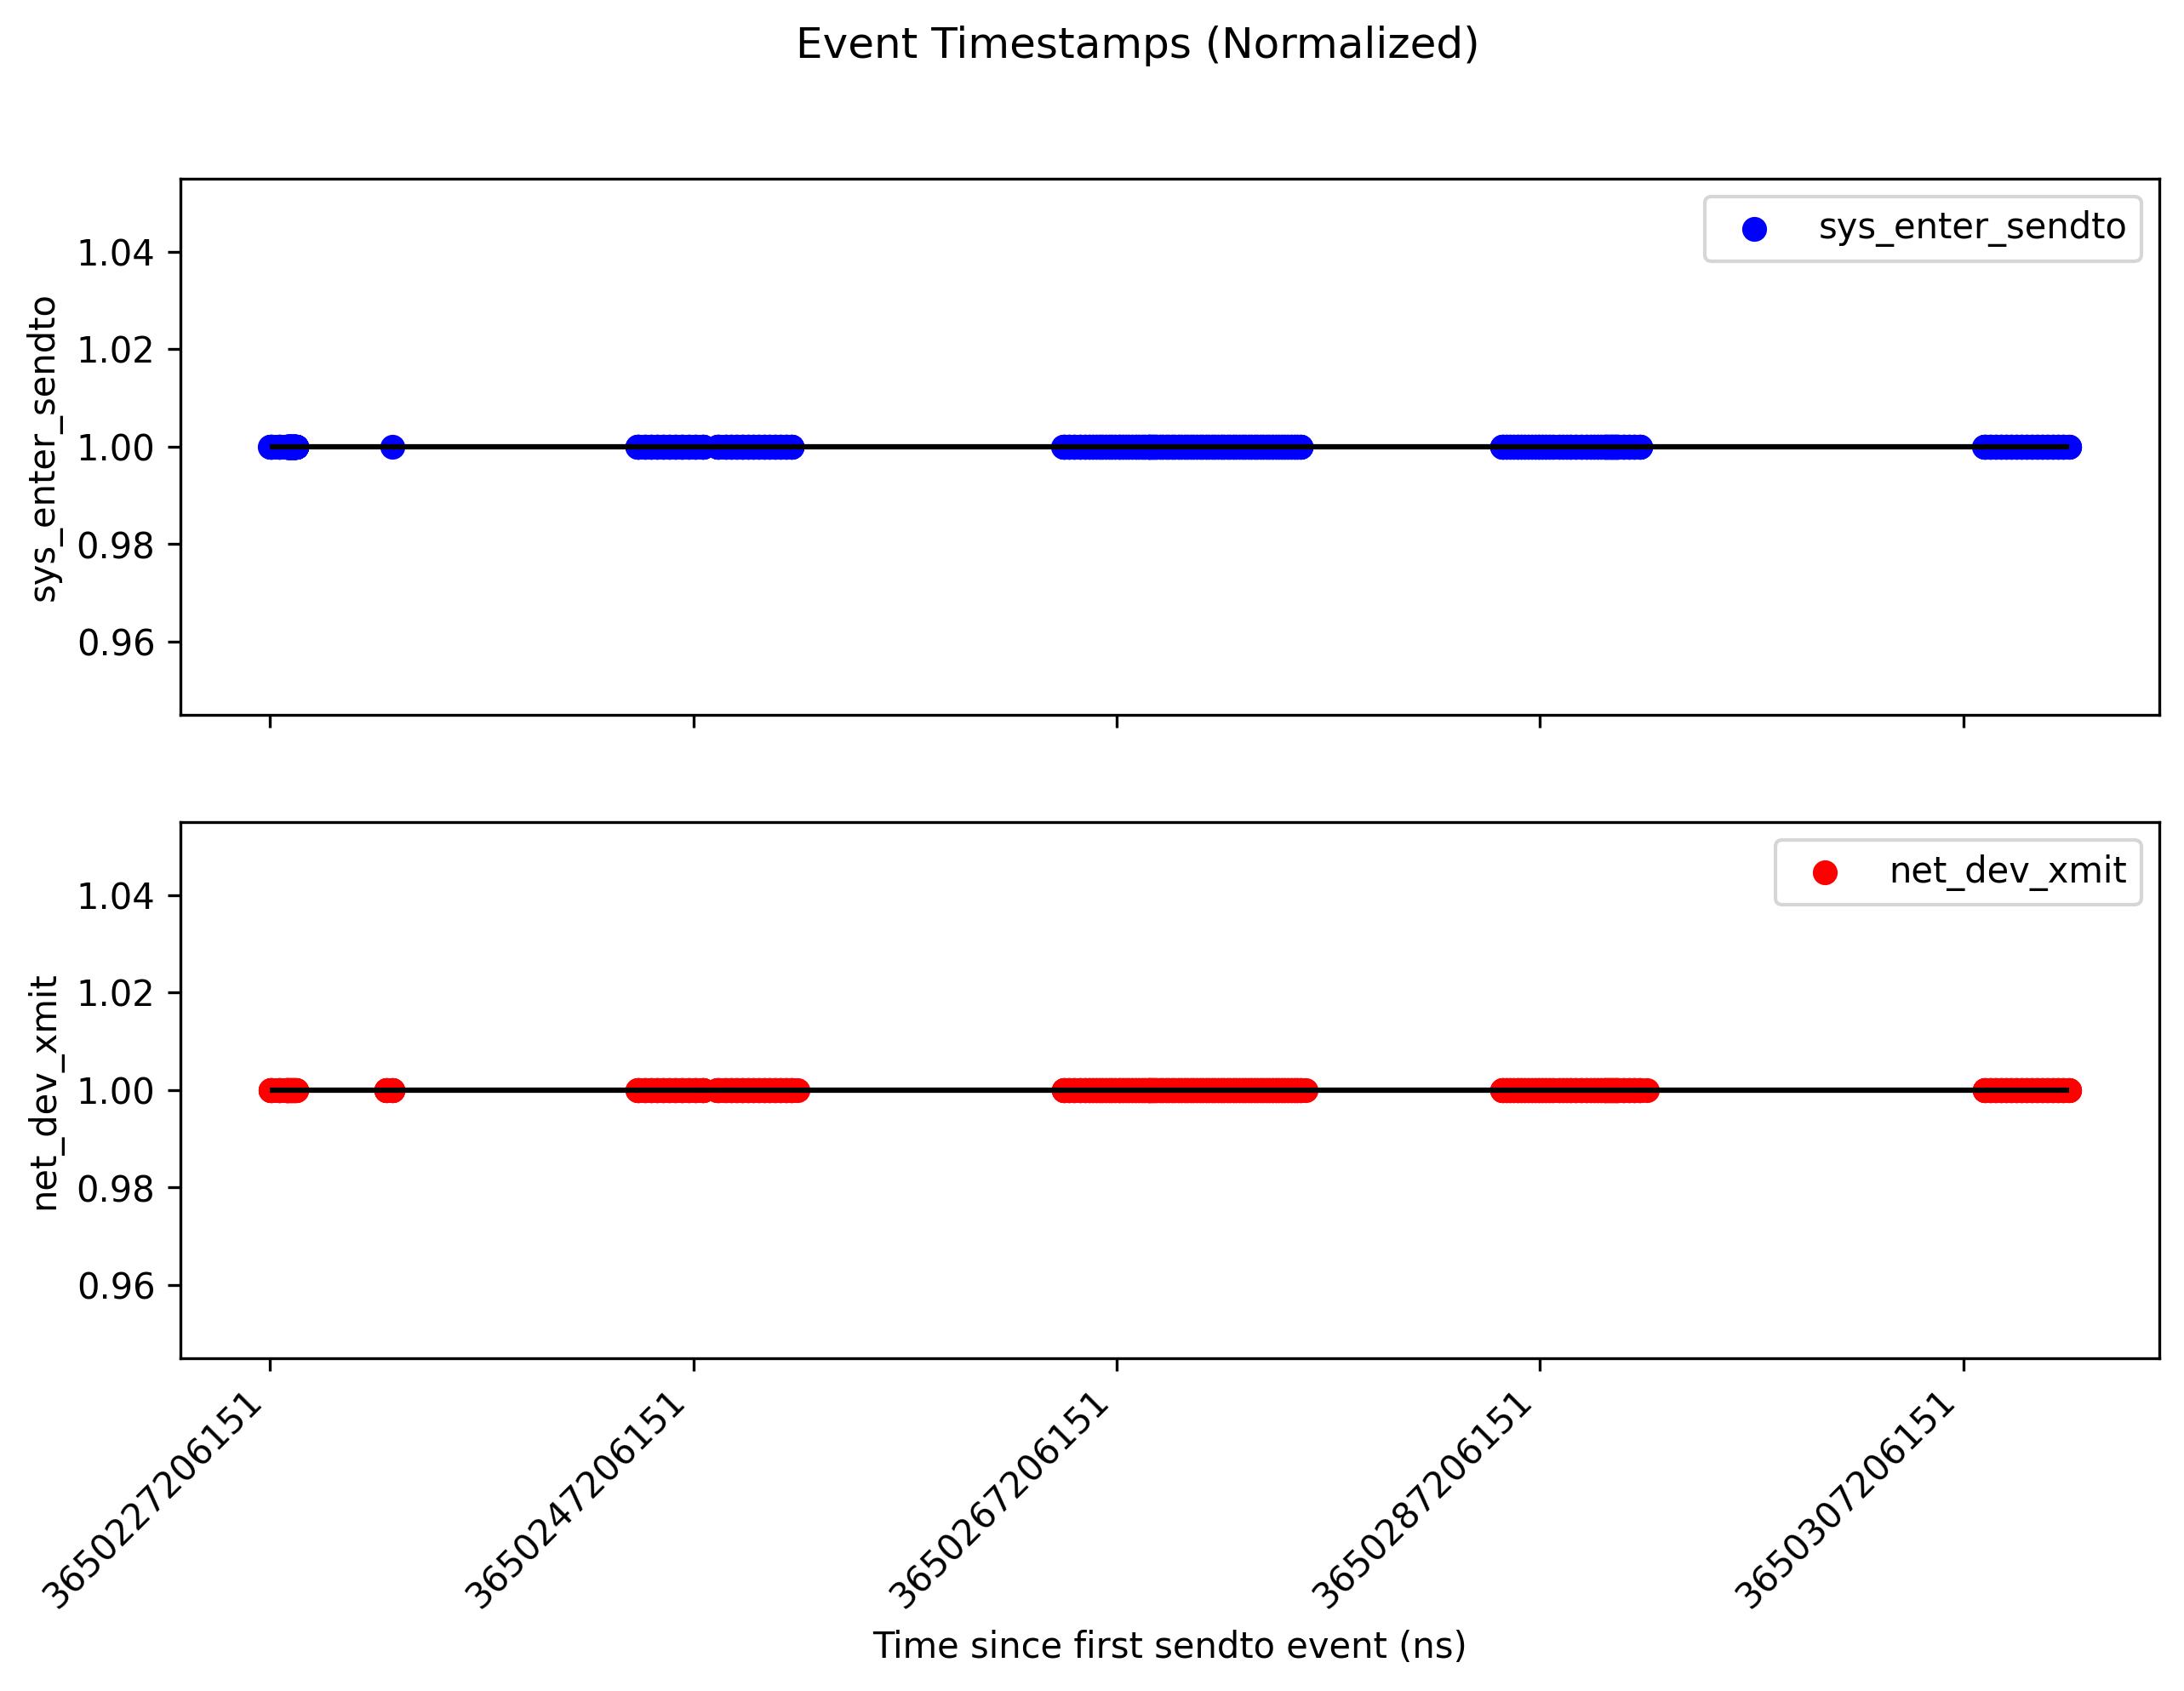 Event Timestamps (Normalized)
sys_enter_sendto
1.04
1.02
1.00
0.98
0.96
sys_enter_sendto
net_dev_xmit
1.04
1.02
1.00
0.98
0.96
net_dev_xmit
3650227206151
3650247206151
3650267206151
3650287206151
3650307206151
Time since first sendto event (ns)